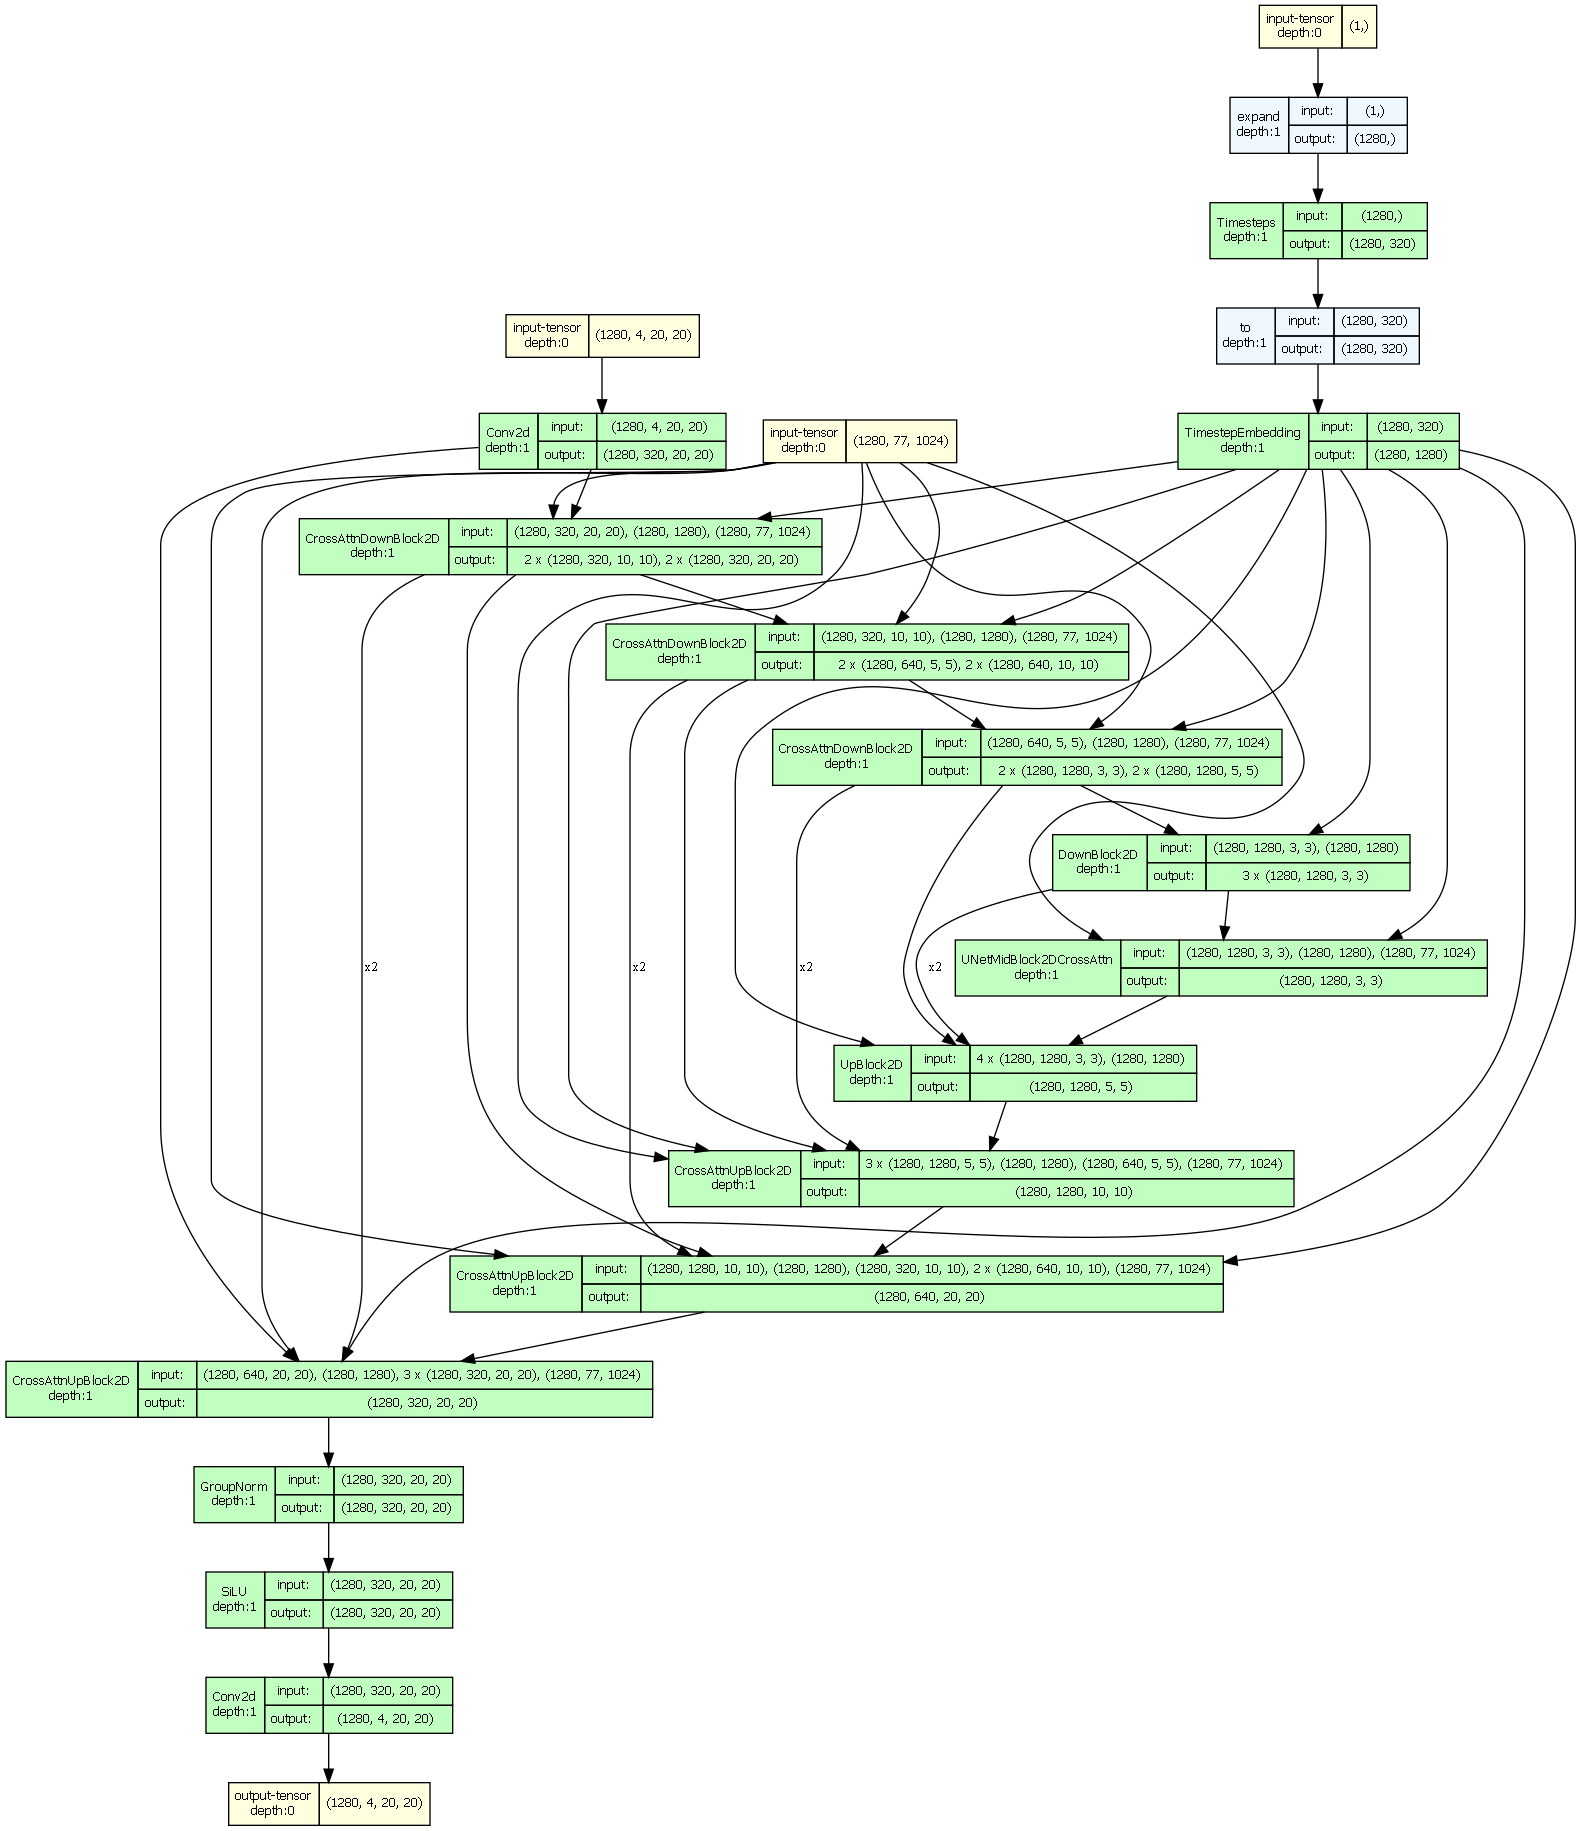 input-tensor
depth:0
(1,)
expand
depth:1
input:
(1,)
output:
(1280,)
Timesteps
depth:1
input:
(1280,)
output:
(1280, 320)
to
depth:1
input:
(1280, 320)
output:
(1280, 320)
input-tensor
depth:0
(1280, 4, 20, 20)
Conv2d
depth:1
input:
(1280, 4, 20, 20)
output:
(1280, 320, 20, 20)
input-tensor
depth:0
(1280, 77, 1024)
TimestepEmbedding
depth:1
input:
(1280, 320)
output:
(1280, 1280)
CrossAttnDownBlock2D
depth:1
input:
(1280, 320, 20, 20), (1280, 1280), (1280, 77, 1024)
output:
2 x (1280, 320, 10, 10), 2 x (1280, 320, 20, 20)
CrossAttnDownBlock2D
depth:1
input:
(1280, 320, 10, 10), (1280, 1280), (1280, 77, 1024)
output:
2 x (1280, 640, 5, 5), 2 x (1280, 640, 10, 10)
CrossAttnDownBlock2D
depth:1
input:
(1280, 640, 5, 5), (1280, 1280), (1280, 77, 1024)
output:
2 x (1280, 1280, 3, 3), 2 x (1280, 1280, 5, 5)
DownBlock2D
depth:1
input:
(1280, 1280, 3, 3), (1280, 1280)
output:
3 x (1280, 1280, 3, 3)
x2
x2
x2
x2
UNetMidBlock2DCrossAttn
depth:1
input:
(1280, 1280, 3, 3), (1280, 1280), (1280, 77, 1024)
output:
(1280, 1280, 3, 3)
UpBlock2D
depth:1
input:
4 x (1280, 1280, 3, 3), (1280, 1280)
output:
(1280, 1280, 5, 5)
CrossAttnUpBlock2D
depth:1
input:
3 x (1280, 1280, 5, 5), (1280, 1280), (1280, 640, 5, 5), (1280, 77, 1024)
output:
(1280, 1280, 10, 10)
CrossAttnUpBlock2D
depth:1
input:
(1280, 1280, 10, 10), (1280, 1280), (1280, 320, 10, 10), 2 x (1280, 640, 10, 10), (1280, 77, 1024)
output:
(1280, 640, 20, 20)
CrossAttnUpBlock2D
depth:1
input:
(1280, 640, 20, 20), (1280, 1280), 3 x (1280, 320, 20, 20), (1280, 77, 1024)
output:
(1280, 320, 20, 20)
GroupNorm
depth:1
input:
(1280, 320, 20, 20)
output:
(1280, 320, 20, 20)
SiLU
depth:1
input:
(1280, 320, 20, 20)
output:
(1280, 320, 20, 20)
Conv2d
depth:1
input:
(1280, 320, 20, 20)
output:
(1280, 4, 20, 20)
output-tensor
depth:0
(1280, 4, 20, 20)